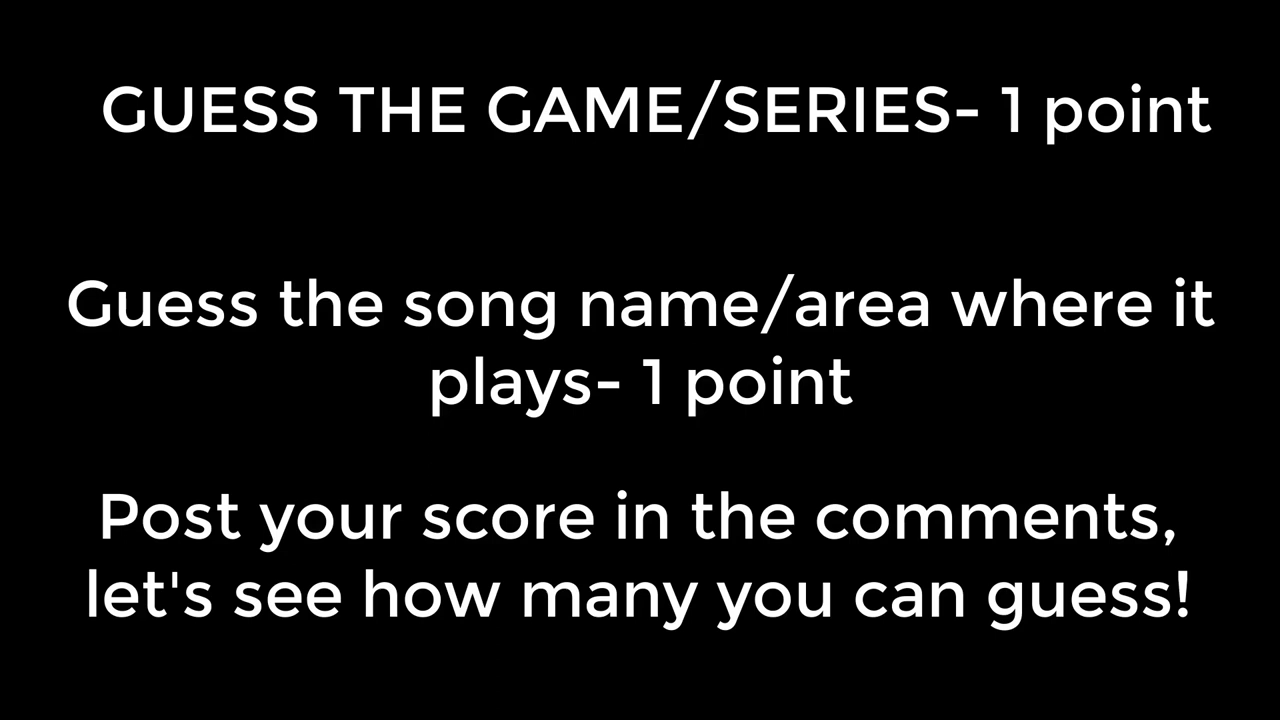 GUESS THE GAME/SERIES- 1 point
Guess the song name/area where it
plays- 1 point
Post your score in the comments,
let's see how many you can guess!